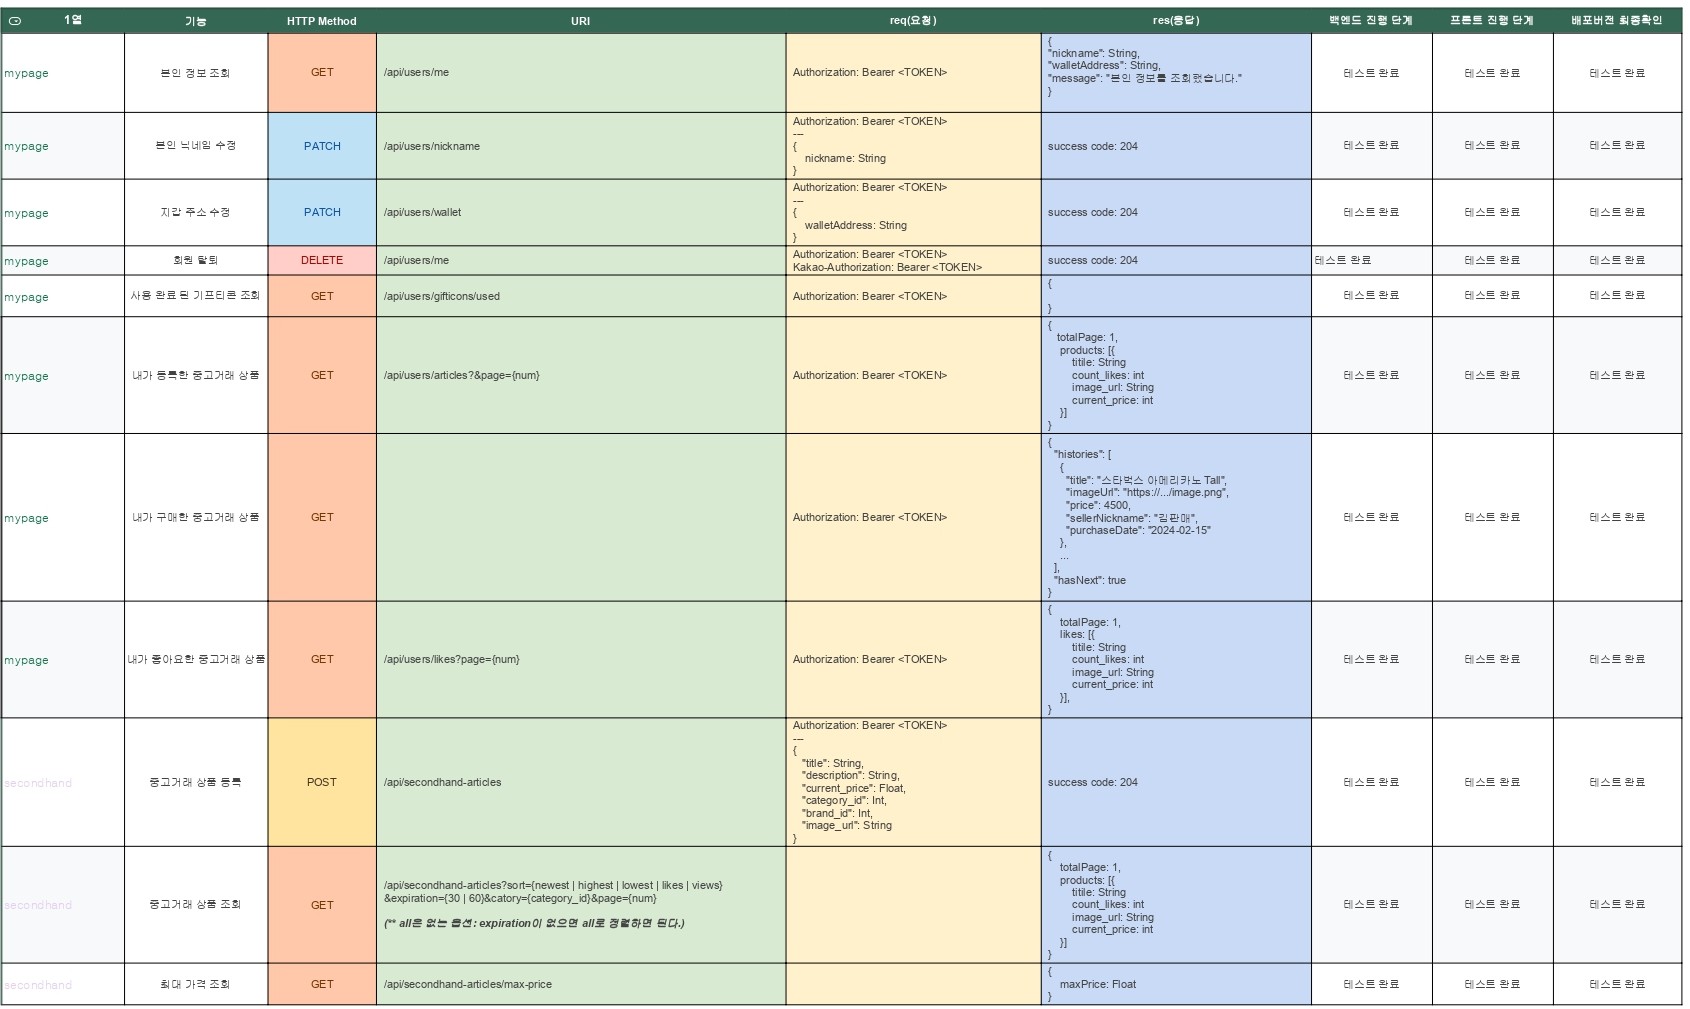 1열 기능 HTTP Method URI req(요청) res(응답) 백엔드 진행 단계 프론트 진행 단계 배포버전 최종확인
mypage 본인 정보 조회 GET /api/users/me Authorization: Bearer <TOKEN>
{
"nickname": String,
"walletAddress": String,
"message": "본인 정보를 조회했습니다."
}
테스트 완료 테스트 완료 테스트 완료
mypage 본인 닉네임 수정 PATCH /api/users/nickname
Authorization: Bearer <TOKEN>
---
{
nickname: String
}
success code: 204 테스트 완료 테스트 완료 테스트 완료
mypage 지갑 주소 수정 PATCH /api/users/wallet
Authorization: Bearer <TOKEN>
---
{
walletAddress: String
}
success code: 204 테스트 완료 테스트 완료 테스트 완료
mypage 회원 탈퇴 DELETE /api/users/me
Authorization: Bearer <TOKEN>
Kakao-Authorization: Bearer <TOKEN>
success code: 204 테스트 완료 테스트 완료 테스트 완료
mypage 사용 완료 된 기프티콘 조회 GET /api/users/gifticons/used Authorization: Bearer <TOKEN>
{
}
테스트 완료 테스트 완료 테스트 완료
mypage 내가 등록한 중고거래 상품 GET /api/users/articles?&page={num} Authorization: Bearer <TOKEN>
{
totalPage: 1,
products: [{
titile: String
count_likes: int
image_url: String
current_price: int
}]
}
테스트 완료 테스트 완료 테스트 완료
mypage 내가 구매한 중고거래 상품 GET Authorization: Bearer <TOKEN>
{
"histories": [
{
"title": "스타벅스 아메리카노 Tall",
"imageUrl": "https://.../image.png",
"price": 4500,
"sellerNickname": "김판매",
"purchaseDate": "2024-02-15"
},
...
],
"hasNext": true
}
테스트 완료 테스트 완료 테스트 완료
mypage 내가 좋아요한 중고거래 상품 GET /api/users/likes?page={num} Authorization: Bearer <TOKEN>
{
totalPage: 1,
likes: [{
titile: String
count_likes: int
image_url: String
current_price: int
}],
}
테스트 완료 테스트 완료 테스트 완료
secondhand 중고거래 상품 등록 POST /api/secondhand-articles
Authorization: Bearer <TOKEN>
---
{
"title": String,
"description": String,
"current_price": Float,
"category_id": Int,
"brand_id": Int,
"image_url": String
}
success code: 204 테스트 완료 테스트 완료 테스트 완료
secondhand 중고거래 상품 조회 GET
/api/secondhand-articles?sort={newest | highest | lowest | likes | views}
&expiration={30 | 60}&catory={category_id}&page={num}
(** all은 없는 옵션: expiration이 없으면 all로 정렬하면 된다.)
{
totalPage: 1,
products: [{
titile: String
count_likes: int
image_url: String
current_price: int
}]
}
테스트 완료 테스트 완료 테스트 완료
secondhand 최대 가격 조회 GET /api/secondhand-articles/max-price
{
maxPrice: Float
}
테스트 완료 테스트 완료 테스트 완료